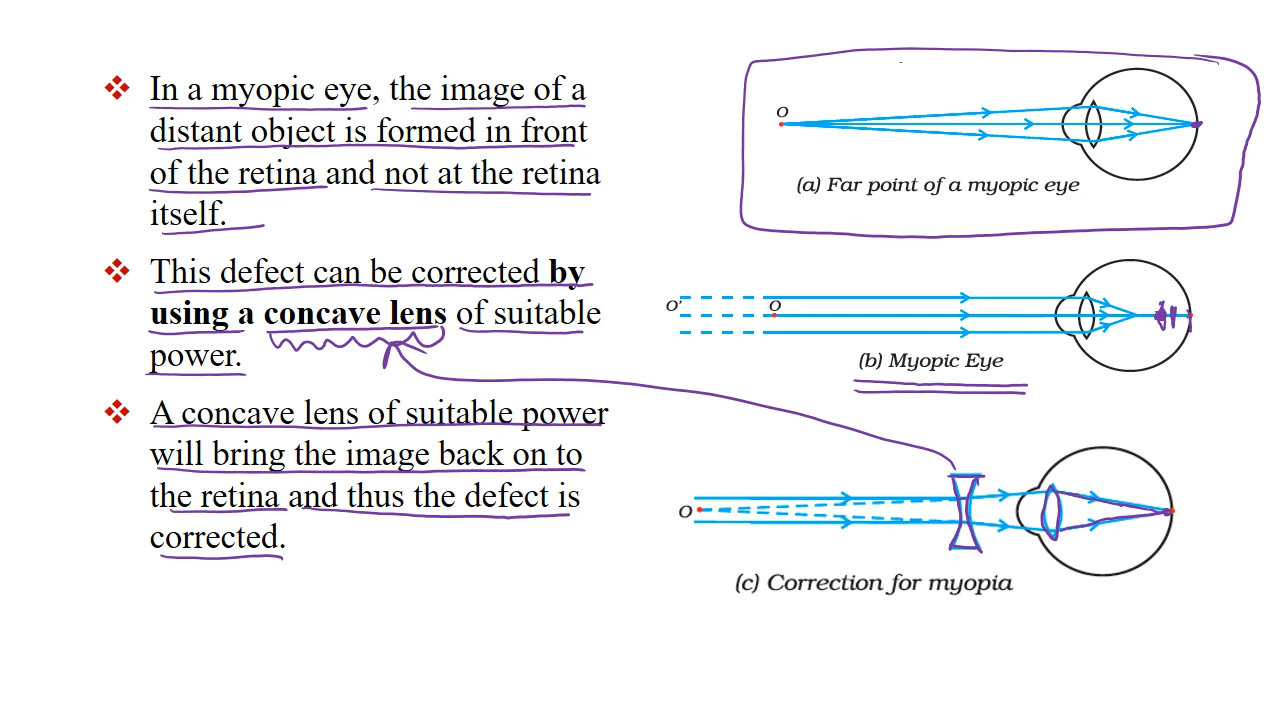 In a myopic eye, the image of a
distant object is formed in front
of the retina and not at the retina
itself.
This defect can be corrected by
using a concave lens of suitable
power.
A concave lens of suitable power
will bring the image back on to
the retina and thus the defect is
corrected.
O
(a) Far point of a myopic eye
O' O
(b) Myopic Eye
O
(c) Correction for myopia